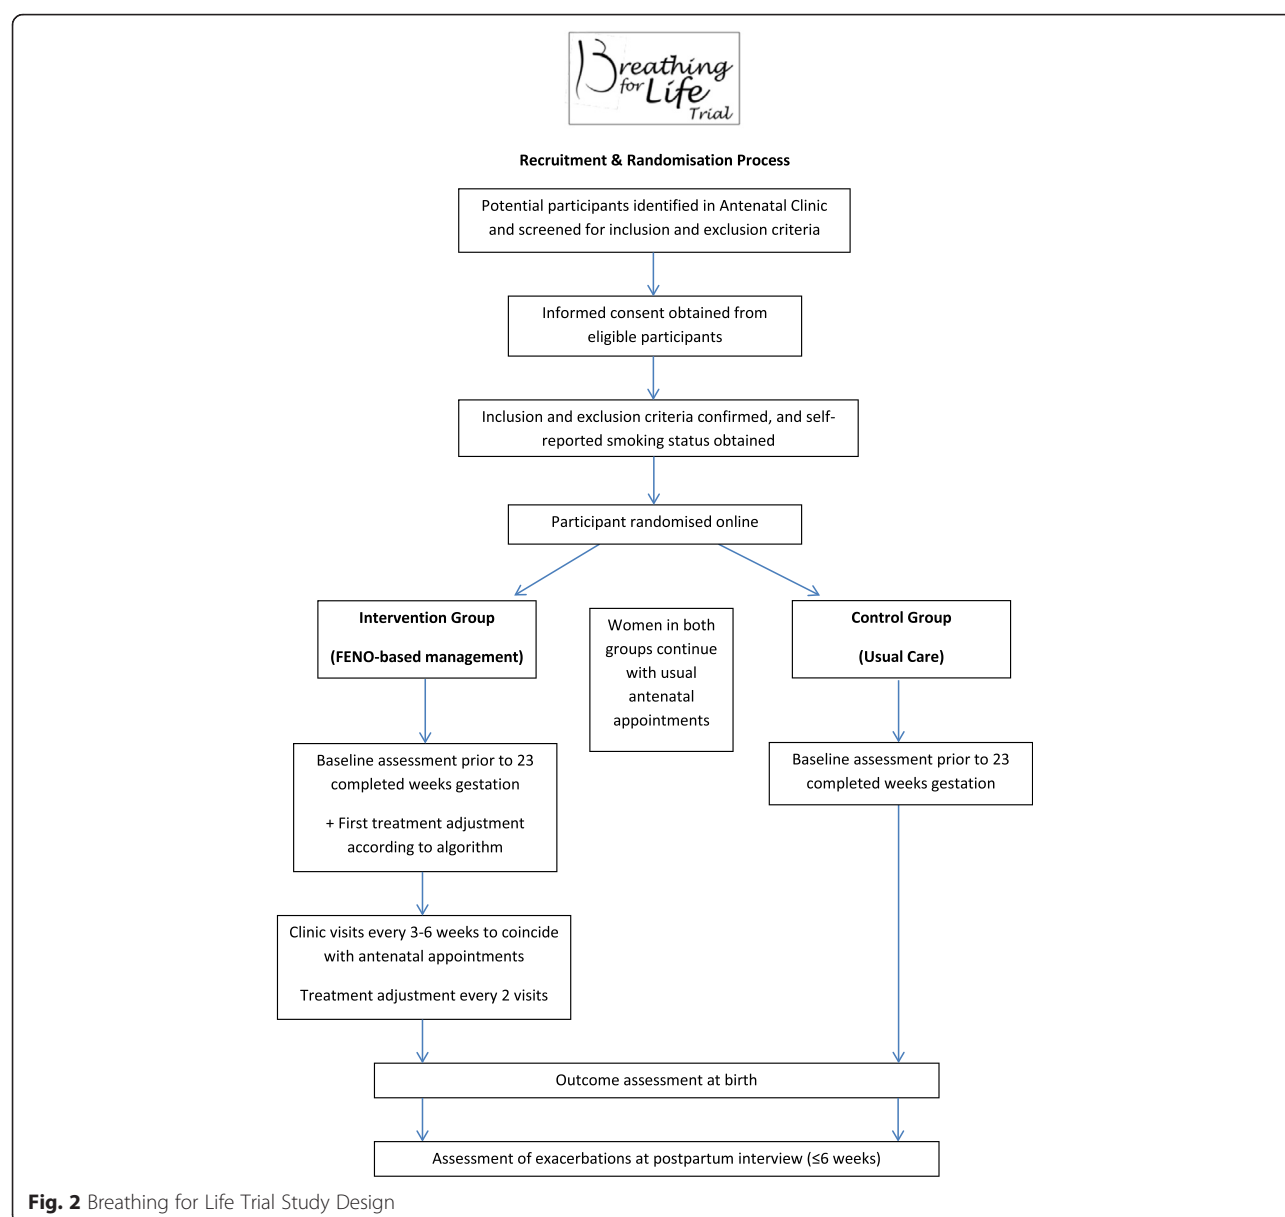 Breathing
for Life
Trial
Recruitment & Randomisation Process
Potential participants identified in Antenatal Clinic
and screened for inclusion and exclusion criteria
Informed consent obtained from
eligible participants
Inclusion and exclusion criteria confirmed, and self-
reported smoking status obtained
Participant randomised online
Intervention Group
(FENO-based management)
Women in both
groups continue
with usual
antenatal
appointments
Control Group
(Usual Care)
Baseline assessment prior to 23
completed weeks gestation
+ First treatment adjustment
according to algorithm
Baseline assessment prior to 23
completed weeks gestation
Clinic visits every 3-6 weeks to coincide
with antenatal appointments
Treatment adjustment every 2 visits
Outcome assessment at birth
Assessment of exacerbations at postpartum interview (≤6 weeks)
Fig. 2 Breathing for Life Trial Study Design